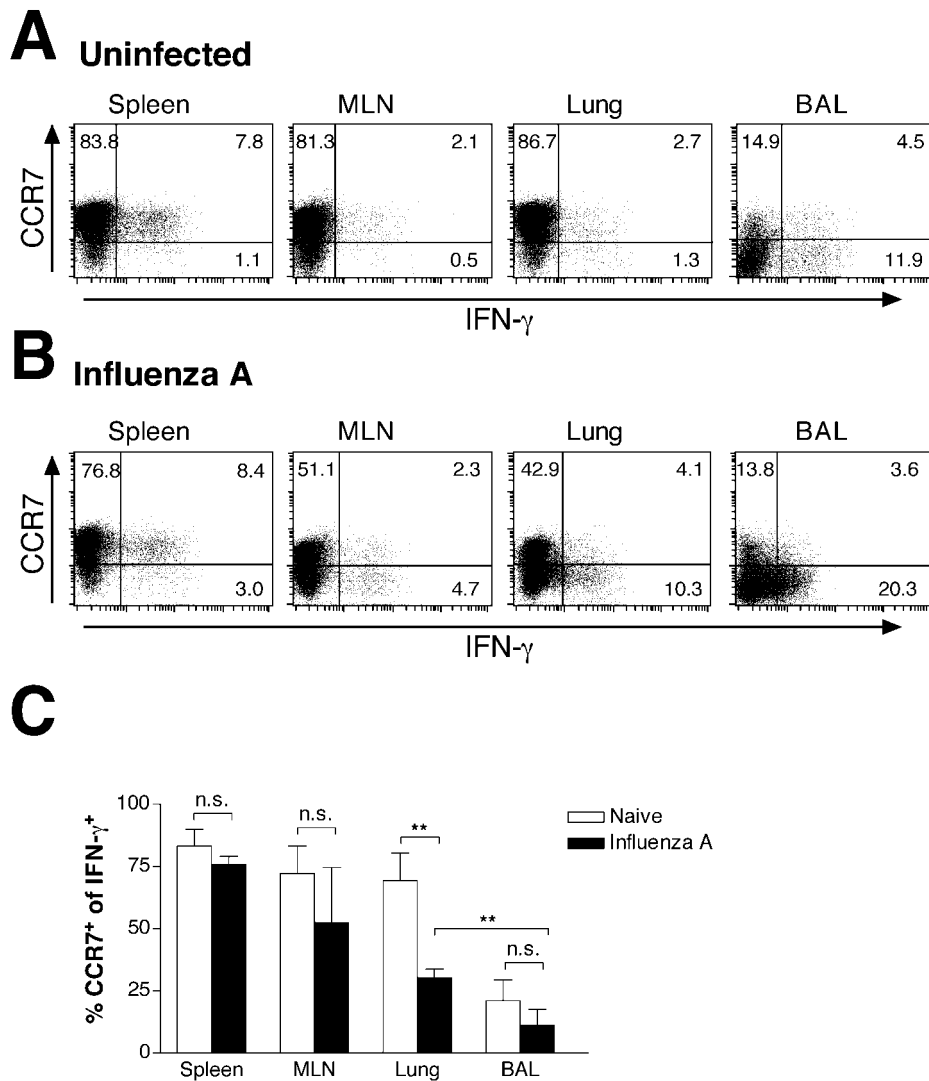 A Uninfected
Spleen MLN Lung BAL
83.8 7.8 81.3 2.1 86.7 2.7 14.9 4.5
CCR7
1.1 0.5 1.3 11.9
IFN-γ
B Influenza A
Spleen MLN Lung BAL
76.8 8.4 51.1 2.3 42.9 4.1 13.8 3.6
CCR7
3.0 4.7 10.3 20.3
IFN-γ
C
% CCR7+ of IFN-γ+
100
75
50
25
0
n.s. n.s. ** ** n.s.
Naive
Influenza A
Spleen MLN Lung BAL